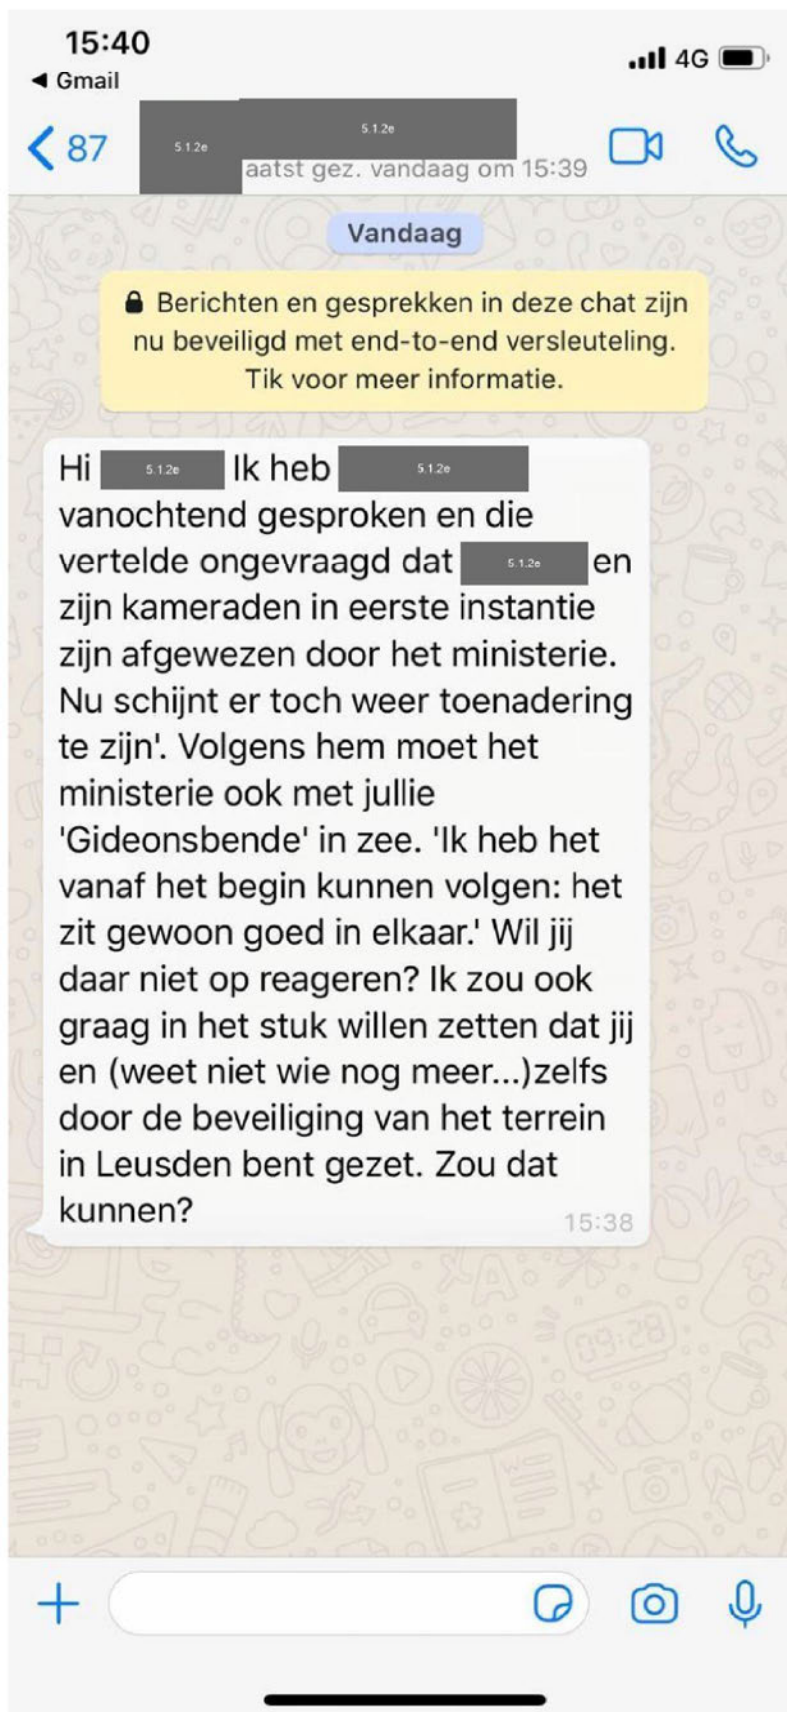 15:40
4G
Gmail
87
5.1.2e
5.1.2e
aatst gez. vandaag om 15:39
Vandaag
Berichten en gesprekken in deze chat zijn
nu beveiligd met end-to-end versleuteling.
Tik voor meer informatie.
Hi 5.1.2e Ik heb 5.1.2e
vanochtend gesproken en die
vertelde ongevraagd dat 5.1.2e en
zijn kameraden in eerste instantie
zijn afgewezen door het ministerie.
Nu schijnt er toch weer toenadering
te zijn'. Volgens hem moet het
ministerie ook met jullie
'Gideonsbende' in zee. 'Ik heb het
vanaf het begin kunnen volgen: het
zit gewoon goed in elkaar.' Wil jij
daar niet op reageren? Ik zou ook
graag in het stuk willen zetten dat jij
en (weet niet wie nog meer...)zelfs
door de beveiliging van het terrein
in Leusden bent gezet. Zou dat
kunnen?
15:38
09:28